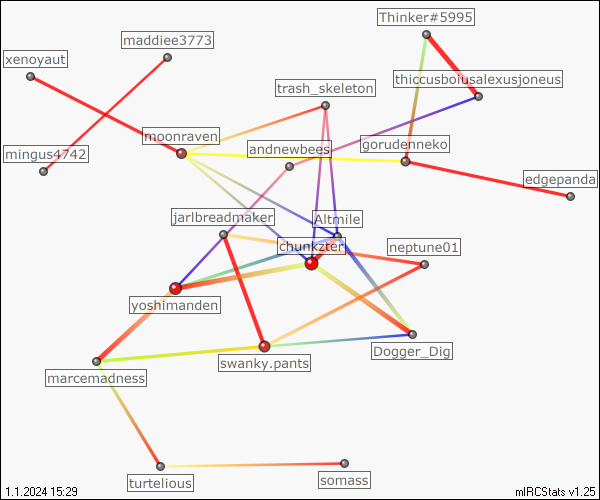 Thinker#5995
maddiee3773
xenoyaut
thiccusboiusalexusjoneus
trash_skeleton
moonraven
gorudenneko
andnewbees
mingus4742
edgepanda
jarlbreadmaker
Altmile
chunkzter
neptune01
yoshimanden
Dogger_Dig
swanky.pants
marcemadness
turtelious
somass
1.1.2024 15:29
mIRCStats v1.25